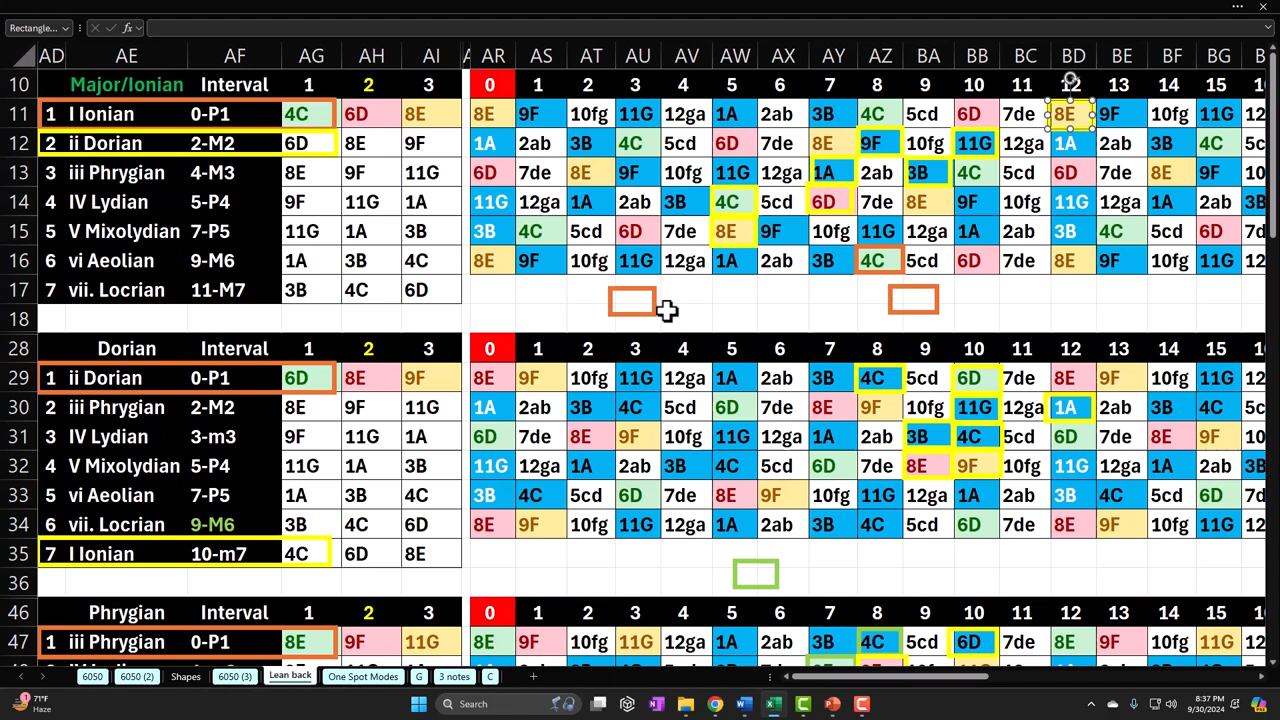 Rectangle...
fx
AD AE AF AG AH AI AR AS AT AU AV AW AX AY AZ BA BB BC BD BE BF BG
10 Major/Ionian Interval 1 2 3 0 1 2 3 4 5 6 7 8 9 10 11 12 13 14 15
11 1 I Ionian 0-P1 4C 6D 8E 8E 9F 10fg 11G 12ga 1A 2ab 3B 4C 5cd 6D 7de 8E 9F 10fg 11G
12 2 ii Dorian 2-M2 6D 8E 9F 1A 2ab 3B 4C 5cd 6D 7de 8E 9F 10fg 11G 12ga 1A 2ab 3B 4C 5c
13 3 iii Phrygian 4-M3 8E 9F 11G 6D 7de 8E 9F 10fg 11G 12ga 1A 2ab 3B 4C 5cd 6D 7de 8E 9F
14 4 IV Lydian 5-P4 9F 11G 1A 11G 12ga 1A 2ab 3B 4C 5cd 6D 7de 8E 9F 10fg 11G 12ga 1A 2ab 3B
15 5 V Mixolydian 7-P5 11G 1A 3B 3B 4C 5cd 6D 7de 8E 9F 10fg 11G 12ga 1A 2ab 3B 4C 5cd 6D
16 6 vi Aeolian 9-M6 1A 3B 4C 8E 9F 10fg 11G 12ga 1A 2ab 3B 4C 5cd 6D 7de 8E 9F 10fg 11G
17 7 vii. Locrian 11-M7 3B 4C 6D
18
28 Dorian Interval 1 2 3 0 1 2 3 4 5 6 7 8 9 10 11 12 13 14 15
29 1 ii Dorian 0-P1 6D 8E 9F 8E 9F 10fg 11G 12ga 1A 2ab 3B 4C 5cd 6D 7de 8E 9F 10fg 11G
30 2 iii Phrygian 2-M2 8E 9F 11G 1A 2ab 3B 4C 5cd 6D 7de 8E 9F 10fg 11G 12ga 1A 2ab 3B 4C 5c
31 3 IV Lydian 3-m3 9F 11G 1A 6D 7de 8E 9F 10fg 11G 12ga 1A 2ab 3B 4C 5cd 6D 7de 8E 9F
32 4 V Mixolydian 5-P4 11G 1A 3B 11G 12ga 1A 2ab 3B 4C 5cd 6D 7de 8E 9F 10fg 11G 12ga 1A 2ab 3B
33 5 vi Aeolian 7-P5 1A 3B 4C 3B 4C 5cd 6D 7de 8E 9F 10fg 11G 12ga 1A 2ab 3B 4C 5cd 6D
34 6 vii. Locrian 9-M6 3B 4C 6D 8E 9F 10fg 11G 12ga 1A 2ab 3B 4C 5cd 6D 7de 8E 9F 10fg 11G
35 7 I Ionian 10-m7 4C 6D 8E
36
46 Phrygian Interval 1 2 3 0 1 2 3 4 5 6 7 8 9 10 11 12 13 14 15
47 1 iii Phrygian 0-P1 8E 9F 11G 8E 9F 10fg 11G 12ga 1A 2ab 3B 4C 5cd 6D 7de 8E 9F 10fg 11G
6050 6050 (2) Shapes 6050 (3) Lean back One Spot Modes G 3 notes C
71°F
Haze
Search
8:37 PM
9/30/2024